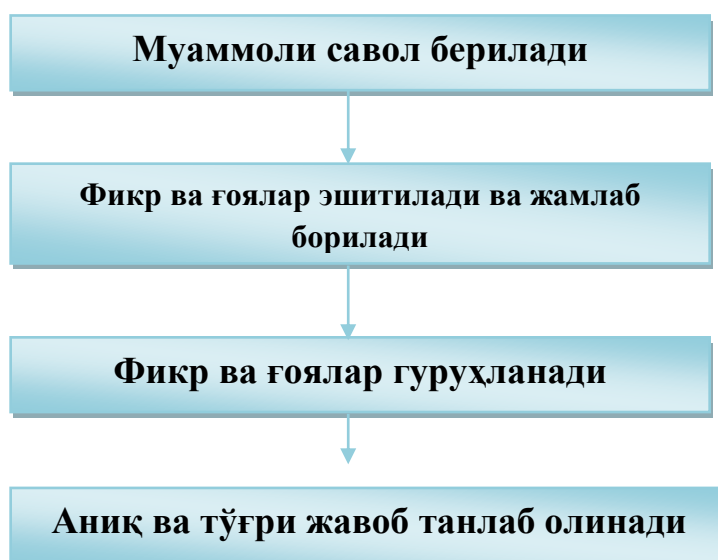 Муаммоли савол берилади
Фикр ва ғоялар эшитилади ва жамлаб
борилади
Фикр ва ғоялар гуруҳланади
Аниқ ва тўғри жавоб танлаб олинади